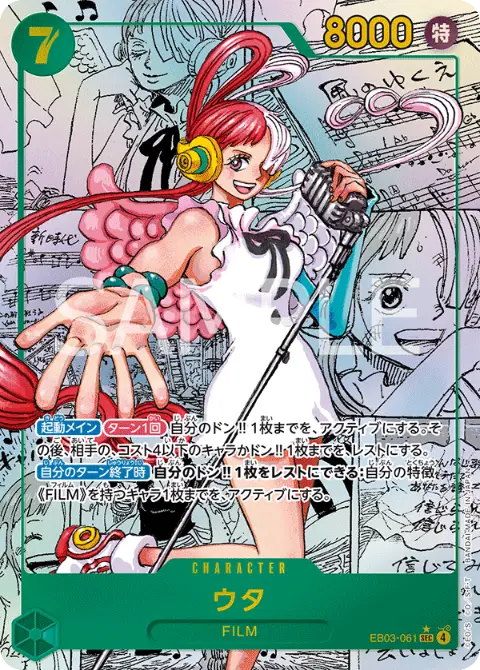 7
8000 特
風のゆくえ
新時代
SAMPLE
起動メイン ターン1回 自分のドン!!1枚までを、アクティブにする。そ
の後、相手の、コスト4以下のキャラかドン!!1枚までを、レストにする。
自分のターン終了時 自分のドン!!1枚をレストにできる:自分の特徴
《FILM》を持つキャラ1枚までを、アクティブにする。
CHARACTER
ウタ
FILM
EB03-061 SEC 4